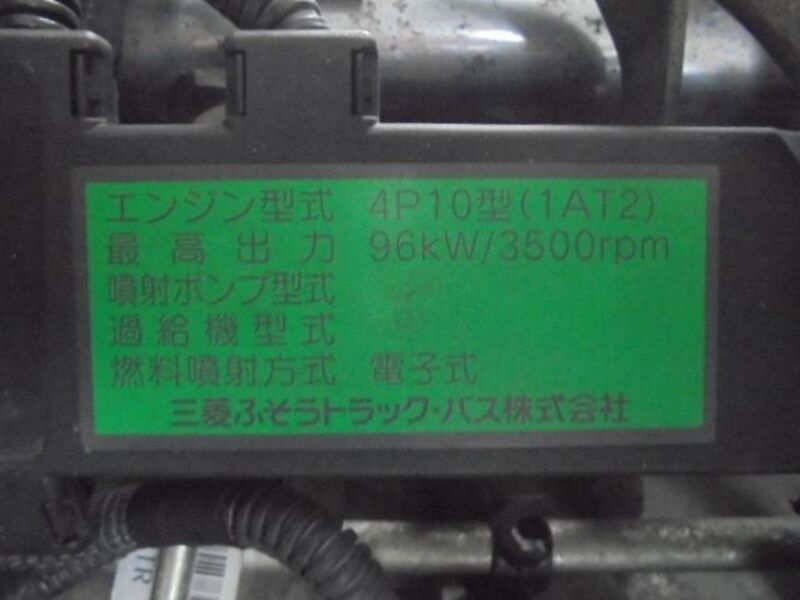 エンジン型式 4P10型(1AT2)
最高出力 96kW/3500rpm
噴射ポンプ型式
過給機型式
燃料噴射方式 電子式
三菱ふそうトラック・バス株式会社
TR